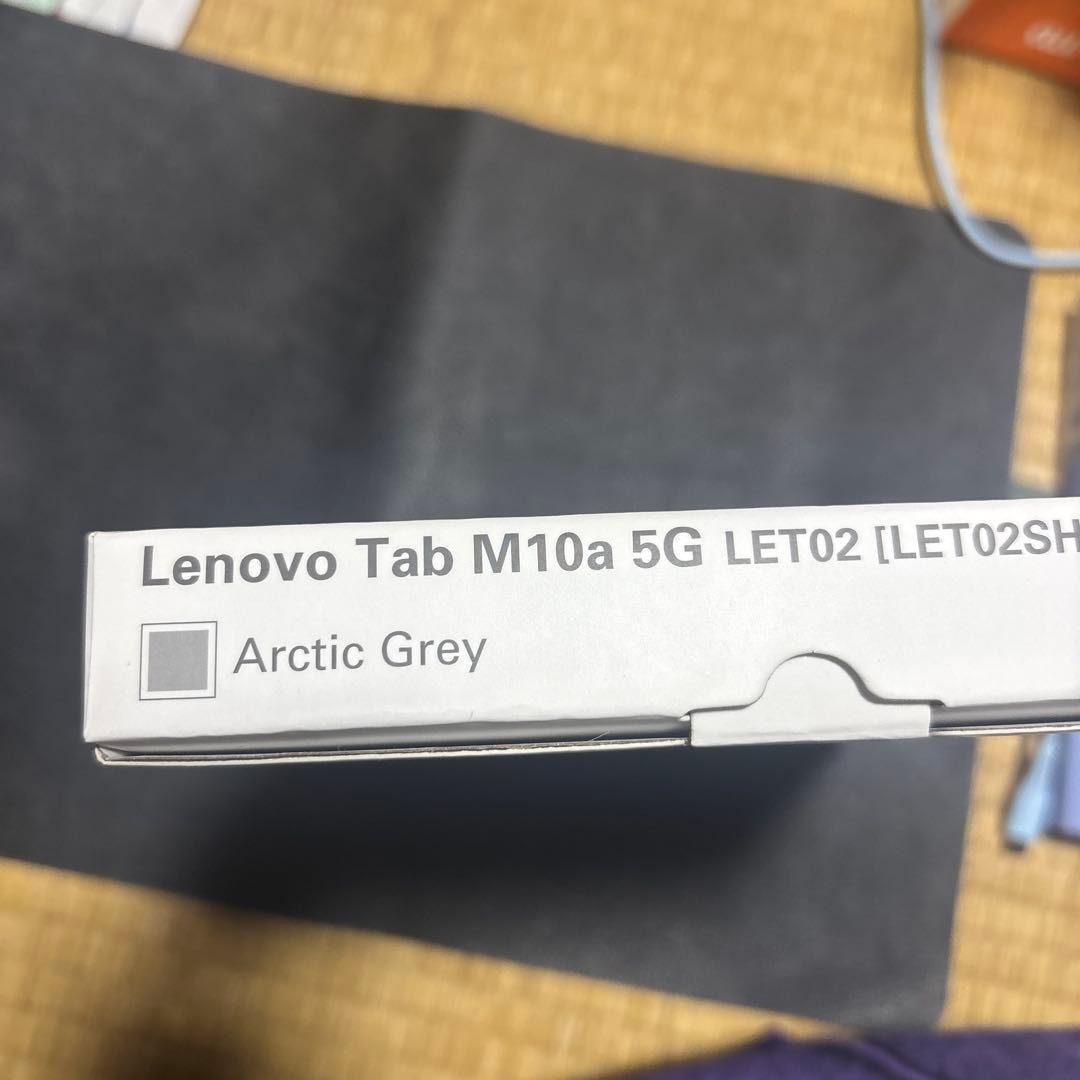 Lenovo Tab M10a 5G LET02 [LET02SH
Arctic Grey